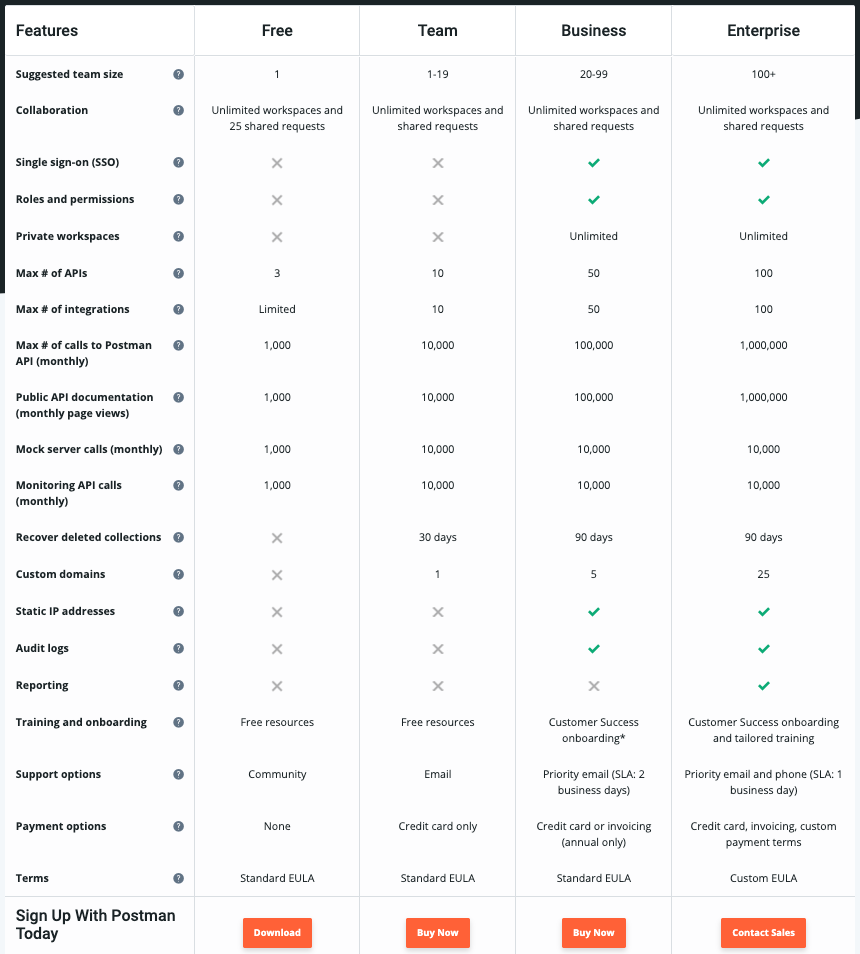 Features Free Team Business Enterprise
Suggested team size ? 1 1-19 20-99 100+
Collaboration ? Unlimited workspaces and Unlimited workspaces and Unlimited workspaces and Unlimited workspaces and
25 shared requests shared requests shared requests shared requests
Single sign-on (SSO) ? ✕ ✕ ✔ ✔
Roles and permissions ? ✕ ✕ ✔ ✔
Private workspaces ? ✕ ✕ Unlimited Unlimited
Max # of APIs ? 3 10 50 100
Max # of integrations ? Limited 10 50 100
Max # of calls to Postman ? 1,000 10,000 100,000 1,000,000
API (monthly)
Public API documentation ? 1,000 10,000 100,000 1,000,000
(monthly page views)
Mock server calls (monthly) ? 1,000 10,000 10,000 10,000
Monitoring API calls ? 1,000 10,000 10,000 10,000
(monthly)
Recover deleted collections ? ✕ 30 days 90 days 90 days
Custom domains ? ✕ 1 5 25
Static IP addresses ? ✕ ✕ ✔ ✔
Audit logs ? ✕ ✕ ✔ ✔
Reporting ? ✕ ✕ ✕ ✔
Training and onboarding ? Free resources Free resources Customer Success Customer Success onboarding
onboarding* and tailored training
Support options ? Community Email Priority email (SLA: 2 Priority email and phone (SLA: 1
business days) business day)
Payment options ? None Credit card only Credit card or invoicing Credit card, invoicing, custom
(annual only) payment terms
Terms ? Standard EULA Standard EULA Standard EULA Custom EULA
Sign Up With Postman
Today
Download Buy Now Buy Now Contact Sales